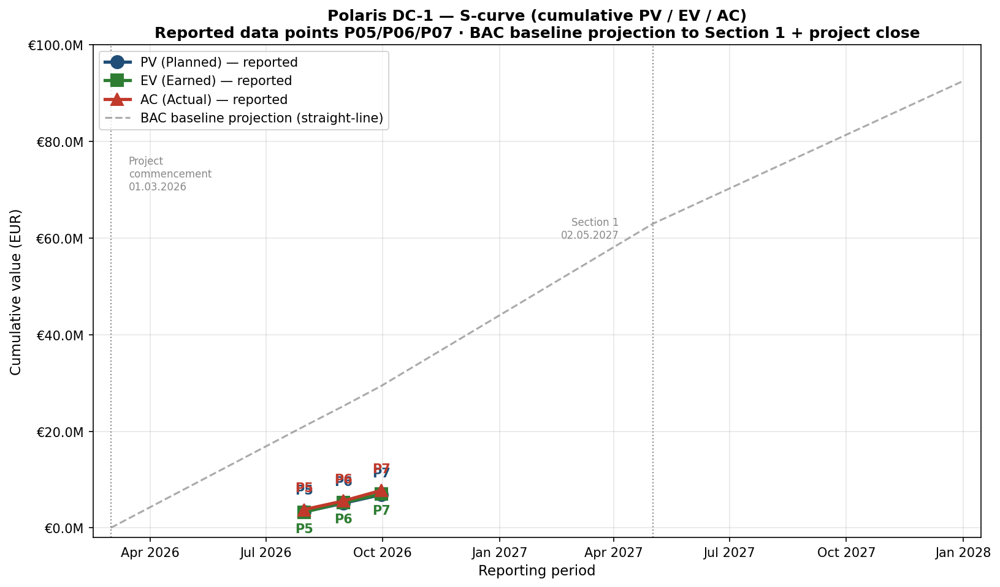 Polaris DC-1 — S-curve (cumulative PV / EV / AC)
Reported data points P05/P06/P07 · BAC baseline projection to Section 1 + project close
€100.0M
€80.0M
€60.0M
€40.0M
€20.0M
€0.0M
Cumulative value (EUR)
PV (Planned) — reported
EV (Earned) — reported
AC (Actual) — reported
BAC baseline projection (straight-line)
Project
commencement
01.03.2026
Section 1
02.05.2027
P5
P5
P5
P6
P6
P6
P7
P7
P7
Apr 2026
Jul 2026
Oct 2026
Jan 2027
Apr 2027
Jul 2027
Oct 2027
Jan 2028
Reporting period